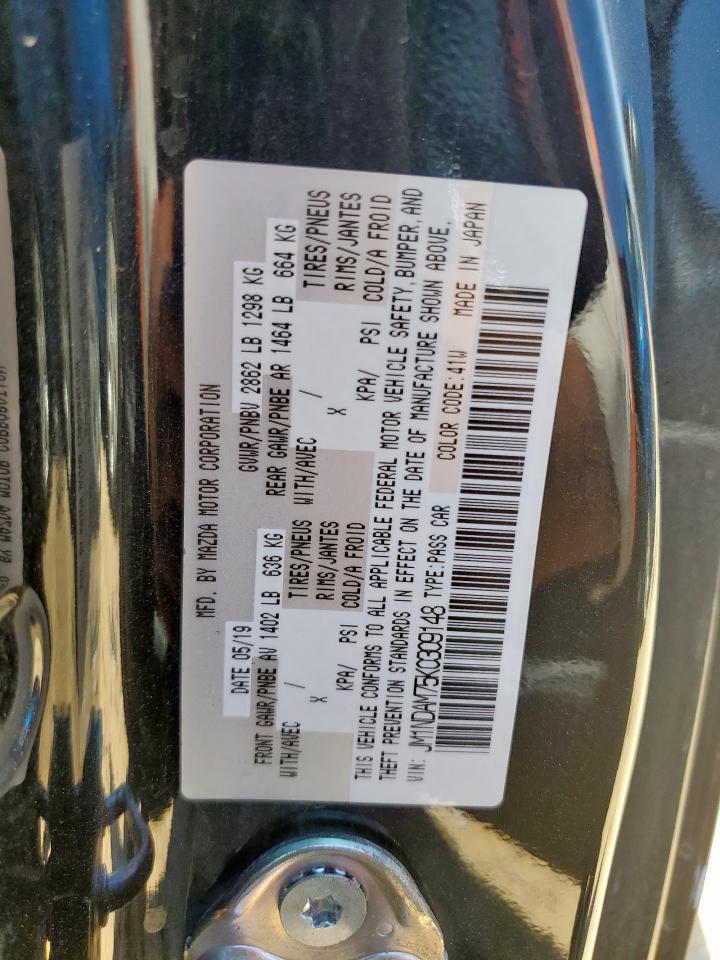 MFD. BY MAZDA MOTOR CORPORATION
DATE 05/19 GVWR/PNBV 2862 LB 1298 KG
FRONT GAWR/PNBE AV 1402 LB 636 KG REAR GAWR/PNBE AR 1464 LB 664 KG
WITH/AVEC / TIRES/PNEUS WITH/AVEC / TIRES/PNEUS
X RIMS/JANTES X RIMS/JANTES
KPA/ PSI COLD/A FROID KPA/ PSI COLD/A FROID
THIS VEHICLE CONFORMS TO ALL APPLICABLE FEDERAL MOTOR VEHICLE SAFETY, BUMPER, AND
THEFT PREVENTION STANDARDS IN EFFECT ON THE DATE OF MANUFACTURE SHOWN ABOVE.
VIN: JM1NDAM75K0309148 TYPE:PASS CAR COLOR CODE:41W MADE IN JAPAN